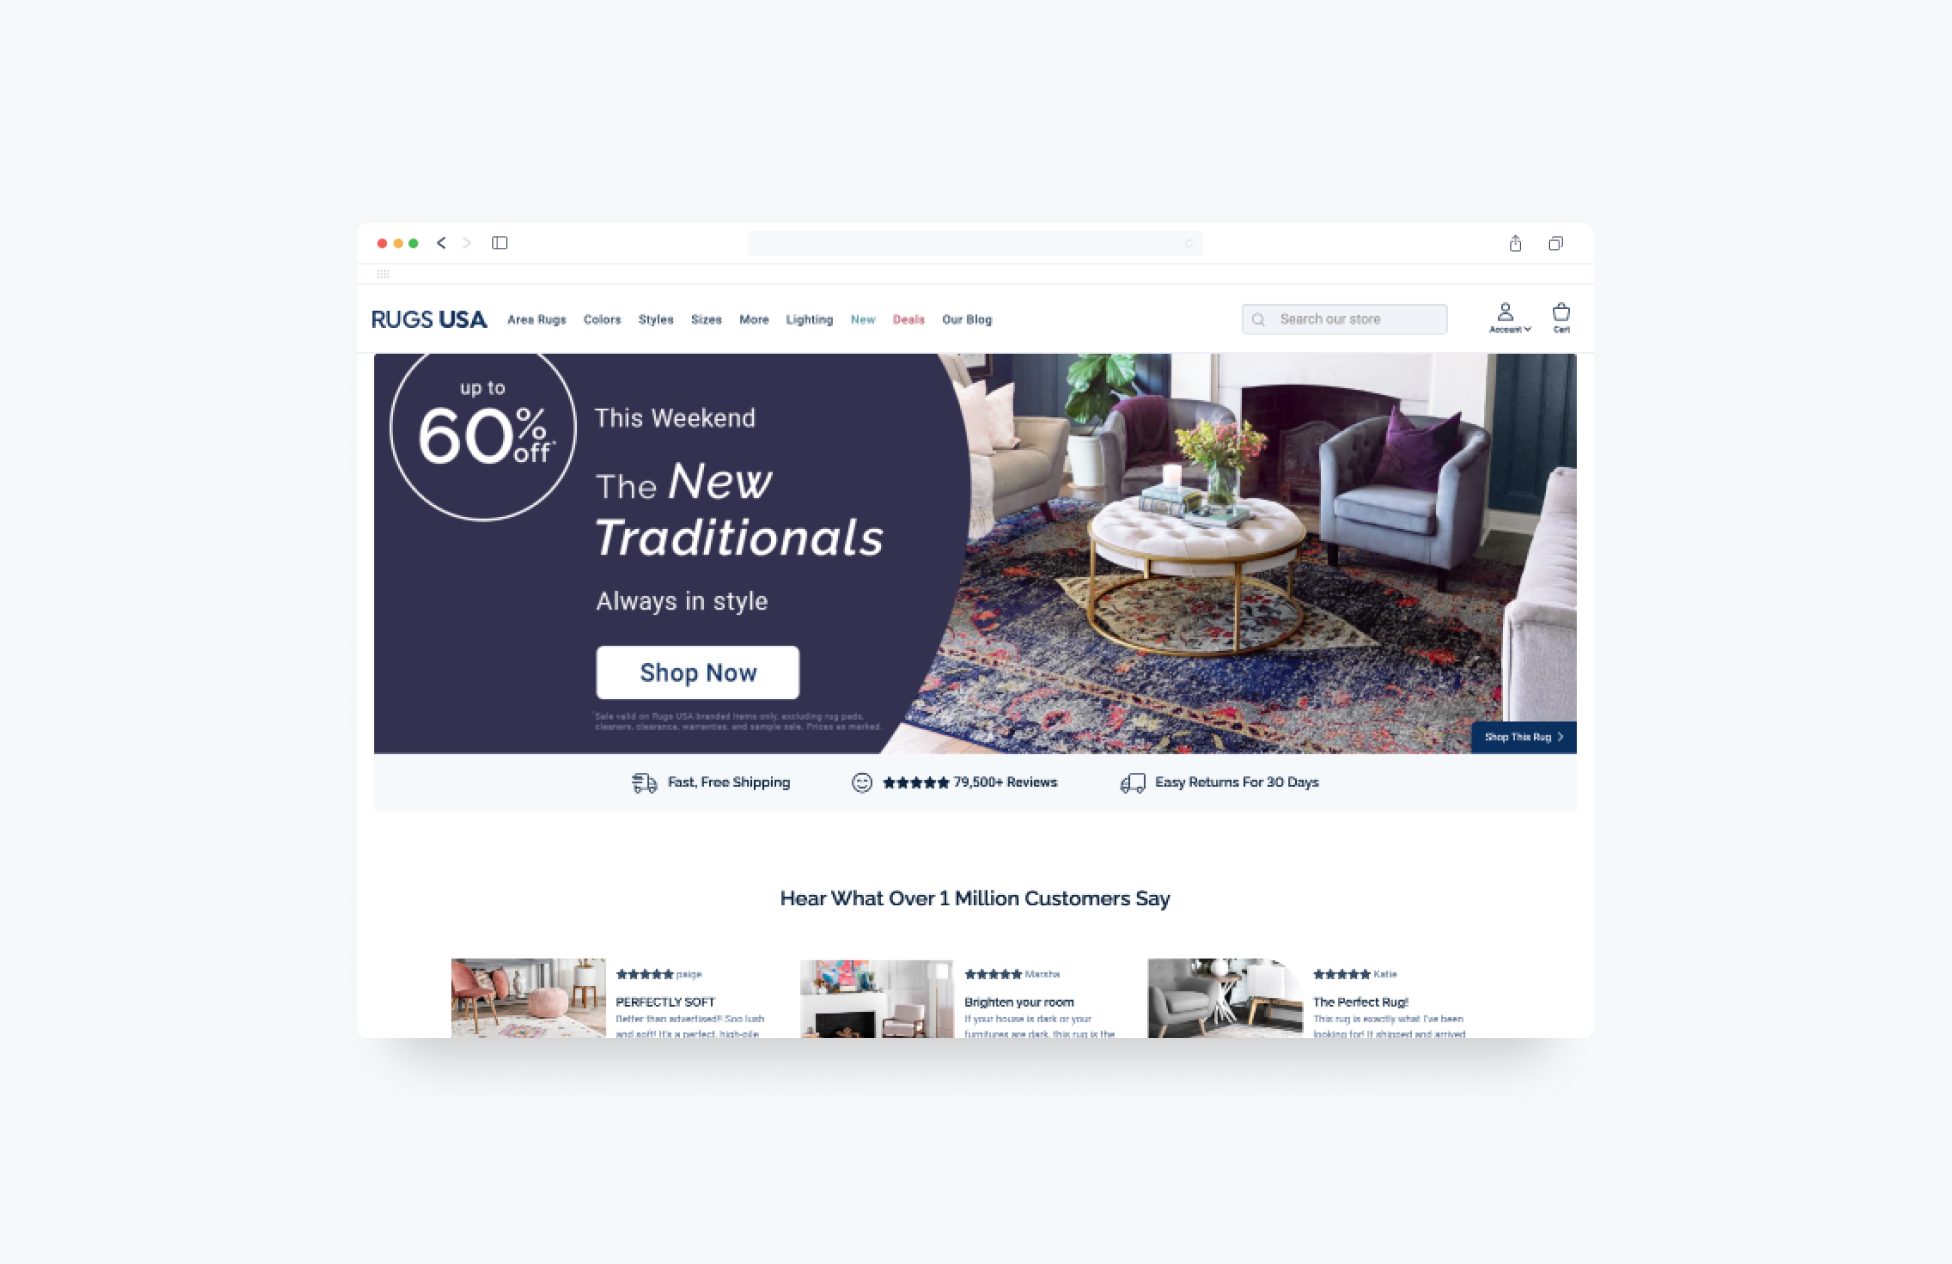 RUGS USA
Area Rugs Colors Styles Sizes More Lighting New Deals Our Blog
Search our store
Account
Cart
up to
60%
off*
This Weekend
The New
Traditionals
Always in style
Shop Now
*Sale valid on Rugs USA branded items only, excluding rug pads,
cleaners, clearance, warranties, and sample sale. Prices as marked.
Shop This Rug
Fast, Free Shipping
79,500+ Reviews
Easy Returns For 30 Days
Hear What Over 1 Million Customers Say
paige
PERFECTLY SOFT
Better than advertised!! Soo lush
and soft! It's a perfect, high-pile
Marsha
Brighten your room
If your house is dark or your
furnitures are dark, this rug is the
Katie
The Perfect Rug!
This rug is exactly what I've been
looking for! It shipped and arrived